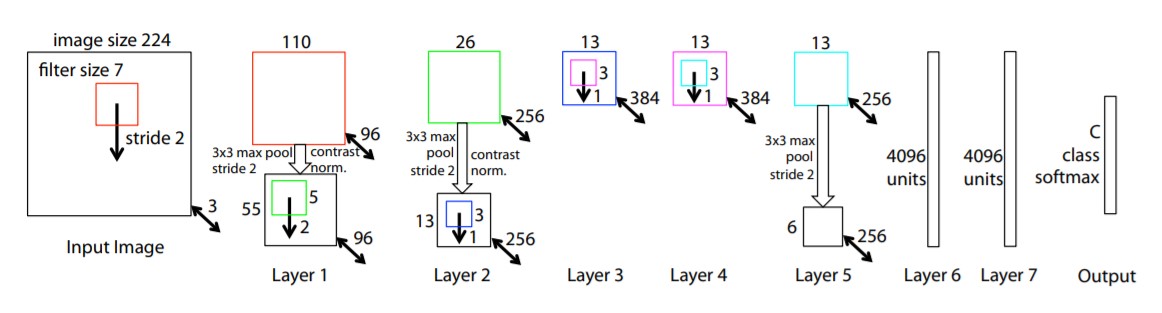 image size 224
filter size 7
stride 2
3
Input Image
110
96
3x3 max pool
stride 2
contrast
norm.
55
5
2
96
Layer 1
26
256
3x3 max
pool
stride 2
contrast
norm.
13
3
1
256
Layer 2
13
3
1
384
Layer 3
13
3
1
384
Layer 4
13
256
3x3 max
pool
stride 2
6
256
Layer 5
4096
units
Layer 6
4096
units
Layer 7
C
class
softmax
Output